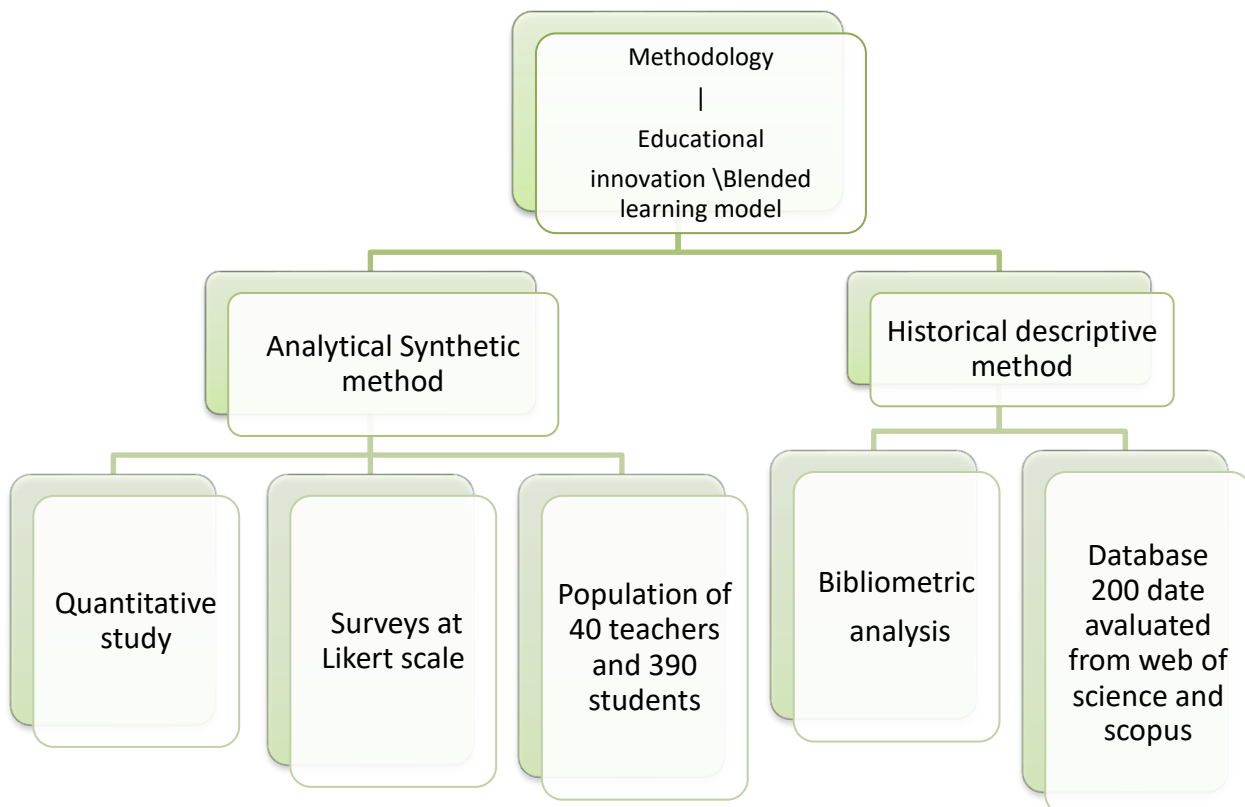 Methodology
|
Educational
innovation \Blended
learning model
Analytical Synthetic
method
Historical descriptive
method
Quantitative
study
Surveys at
Likert scale
Population of
40 teachers
and 390
students
Bibliometric
analysis
Database
200 date
avaluated
from web of
science and
scopus